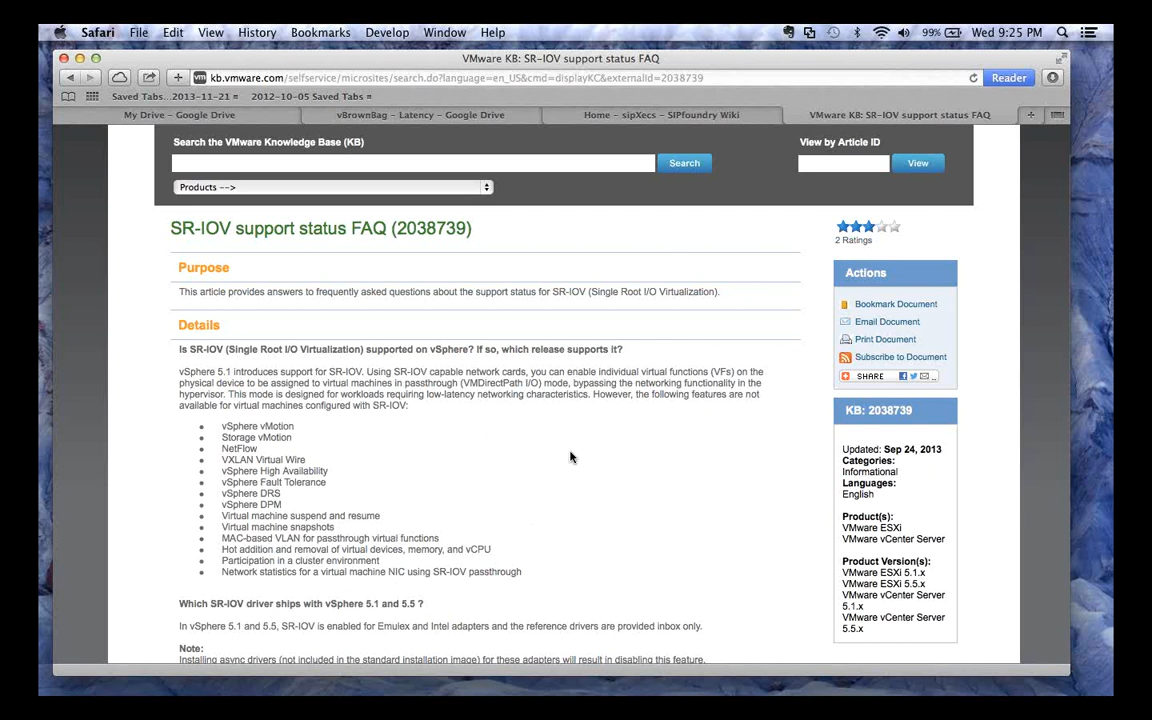 Safari File Edit View History Bookmarks Develop Window Help 99% Wed 9:25 PM
VMware KB: SR-IOV support status FAQ
vm kb.vmware.com/selfservice/microsites/search.do?language=en_US&cmd=displayKC&externalId=2038739 Reader
Saved Tabs...2013-11-21 2012-10-05 Saved Tabs
My Drive – Google Drive vBrownBag – Latency – Google Drive Home – sipXecs – SIPfoundry Wiki VMware KB: SR-IOV support status FAQ
Search the VMware Knowledge Base (KB) View by Article ID
Search View
Products -->
SR-IOV support status FAQ (2038739)
2 Ratings
Purpose
This article provides answers to frequently asked questions about the support status for SR-IOV (Single Root I/O Virtualization).
Details
Is SR-IOV (Single Root I/O Virtualization) supported on vSphere? If so, which release supports it?
vSphere 5.1 introduces support for SR-IOV. Using SR-IOV capable network cards, you can enable individual virtual functions (VFs) on the
physical device to be assigned to virtual machines in passthrough (VMDirectPath I/O) mode, bypassing the networking functionality in the
hypervisor. This mode is designed for workloads requiring low-latency networking characteristics. However, the following features are not
available for virtual machines configured with SR-IOV:
• vSphere vMotion
• Storage vMotion
• NetFlow
• VXLAN Virtual Wire
• vSphere High Availability
• vSphere Fault Tolerance
• vSphere DRS
• vSphere DPM
• Virtual machine suspend and resume
• Virtual machine snapshots
• MAC-based VLAN for passthrough virtual functions
• Hot addition and removal of virtual devices, memory, and vCPU
• Participation in a cluster environment
• Network statistics for a virtual machine NIC using SR-IOV passthrough
Which SR-IOV driver ships with vSphere 5.1 and 5.5 ?
In vSphere 5.1 and 5.5, SR-IOV is enabled for Emulex and Intel adapters and the reference drivers are provided inbox only.
Note:
Installing async drivers (not included in the standard installation image) for these adapters will result in disabling this feature.
Actions
Bookmark Document
Email Document
Print Document
Subscribe to Document
SHARE
KB: 2038739
Updated: Sep 24, 2013
Categories:
Informational
Languages:
English
Product(s):
VMware ESXi
VMware vCenter Server
Product Version(s):
VMware ESXi 5.1.x
VMware ESXi 5.5.x
VMware vCenter Server
5.1.x
VMware vCenter Server
5.5.x